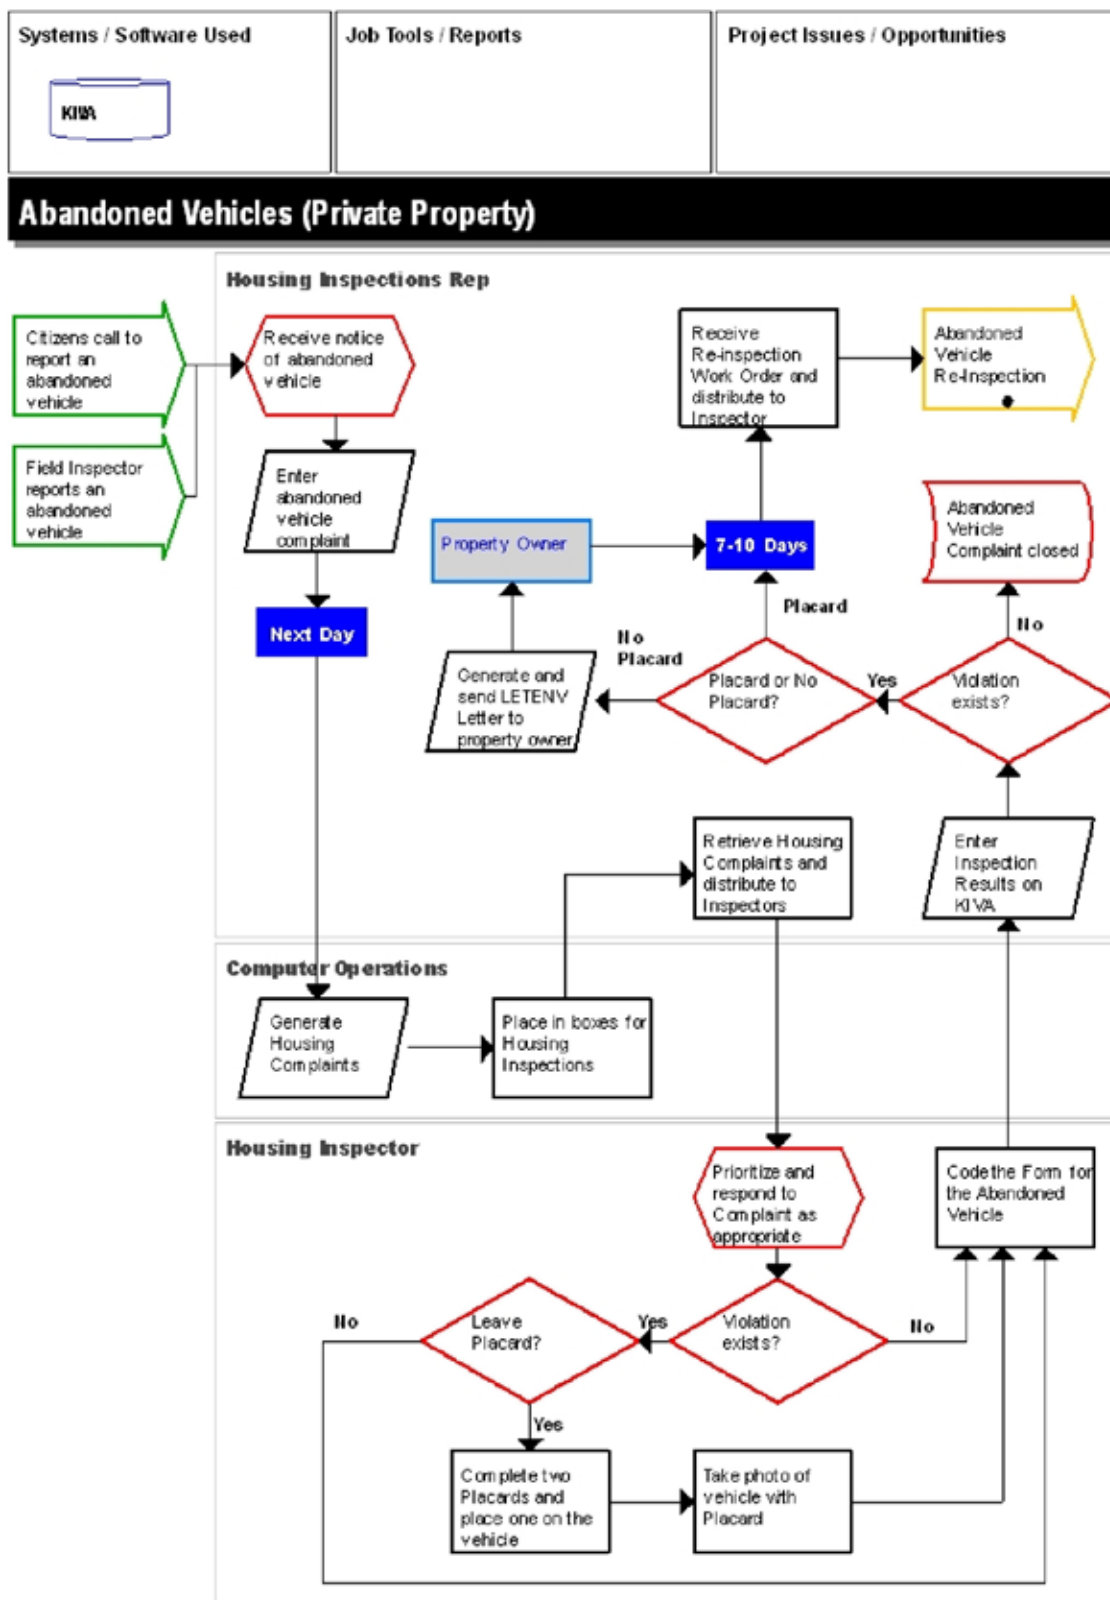 Systems / Software Used
Job Tools / Reports
Project Issues / Opportunities
KIVA
Abandoned Vehicles (Private Property)
Housing Inspections Rep
Citizens call to
report an
abandoned
vehicle
Receive notice
of abandoned
vehicle
Receive
Re-inspection
Work Order and
distribute to
Inspector
Abandoned
Vehicle
Re-Inspection
Field Inspector
reports an
abandoned
vehicle
Enter
abandoned
vehicle
complaint
Property Owner
7-10 Days
Abandoned
Vehicle
Complaint closed
Next Day
Placard
No
No
Placard
Generate and
send LETENV
Letter to
property owner
Placard or No
Placard?
Yes
Violation
exists?
Retrieve Housing
Complaints and
distribute to
Inspectors
Enter
Inspection
Results on
KIVA
Computer Operations
Generate
Housing
Complaints
Place in boxes for
Housing
Inspections
Housing Inspector
Prioritize and
respond to
Complaint as
appropriate
Code the Form for
the Abandoned
Vehicle
No
Leave
Placard?
Yes
Violation
exists?
No
Yes
Complete two
Placards and
place one on the
vehicle
Take photo of
vehicle with
Placard